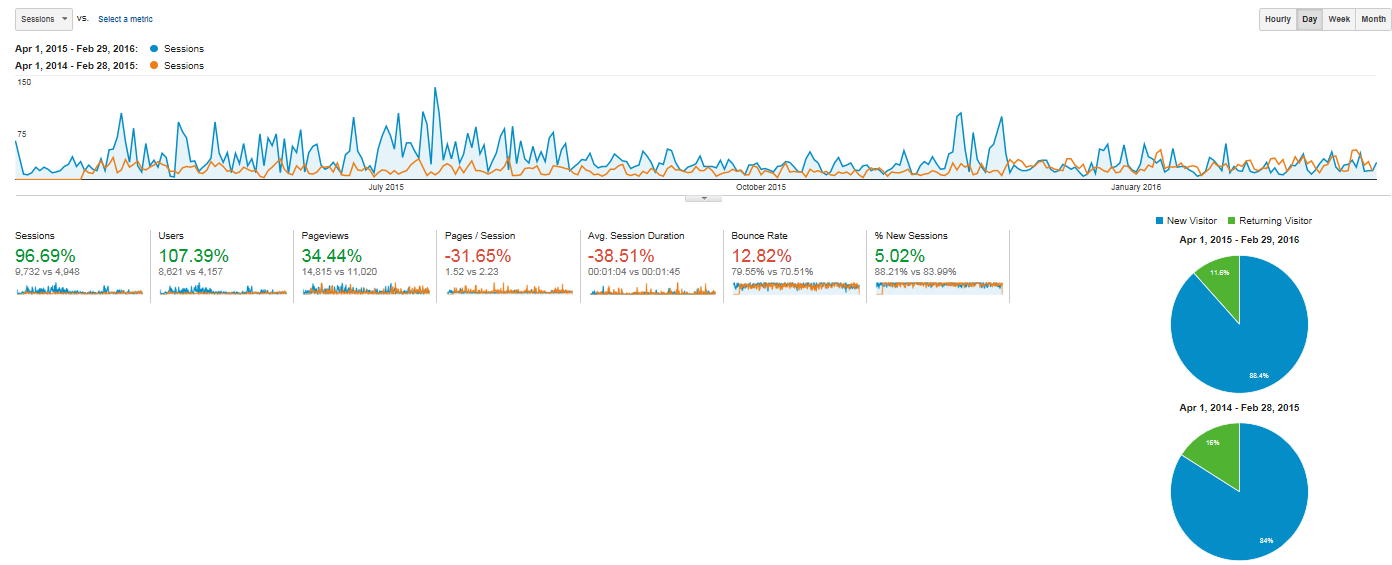 Sessions vs. Select a metric Hourly Day Week Month
Apr 1, 2015 - Feb 29, 2016: Sessions
Apr 1, 2014 - Feb 28, 2015: Sessions
150
75
July 2015 October 2015 January 2016
Sessions Users Pageviews Pages / Session Avg. Session Duration Bounce Rate % New Sessions
96.69% 107.39% 34.44% -31.65% -38.51% 12.82% 5.02%
9,732 vs 4,948 8,621 vs 4,157 14,815 vs 11,020 1.52 vs 2.23 00:01:04 vs 00:01:45 79.55% vs 70.51% 88.21% vs 83.99%
New Visitor Returning Visitor
Apr 1, 2015 - Feb 29, 2016
11.6%
88.4%
Apr 1, 2014 - Feb 28, 2015
16%
84%